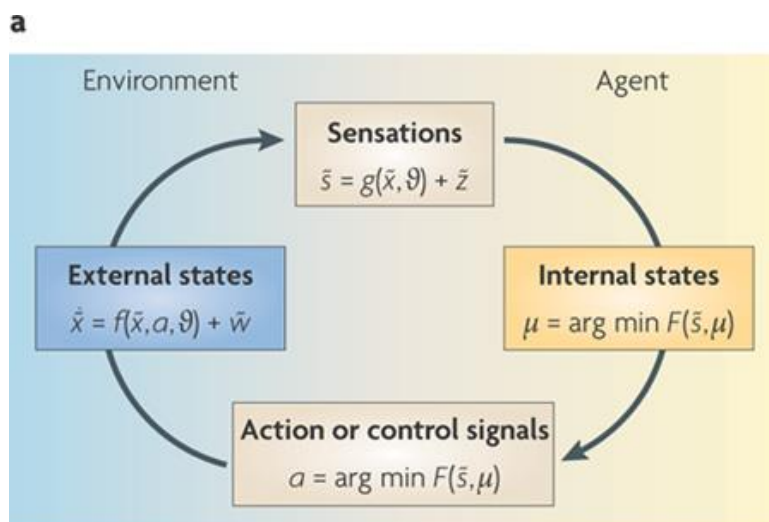 a
Environment
Agent
Sensations
s̃ = g(x̃, ϑ) + z̃
External states
ẋ̃ = f(x̃, a, ϑ) + w̃
Internal states
μ = arg min F(s̃, μ)
Action or control signals
a = arg min F(s̃, μ)